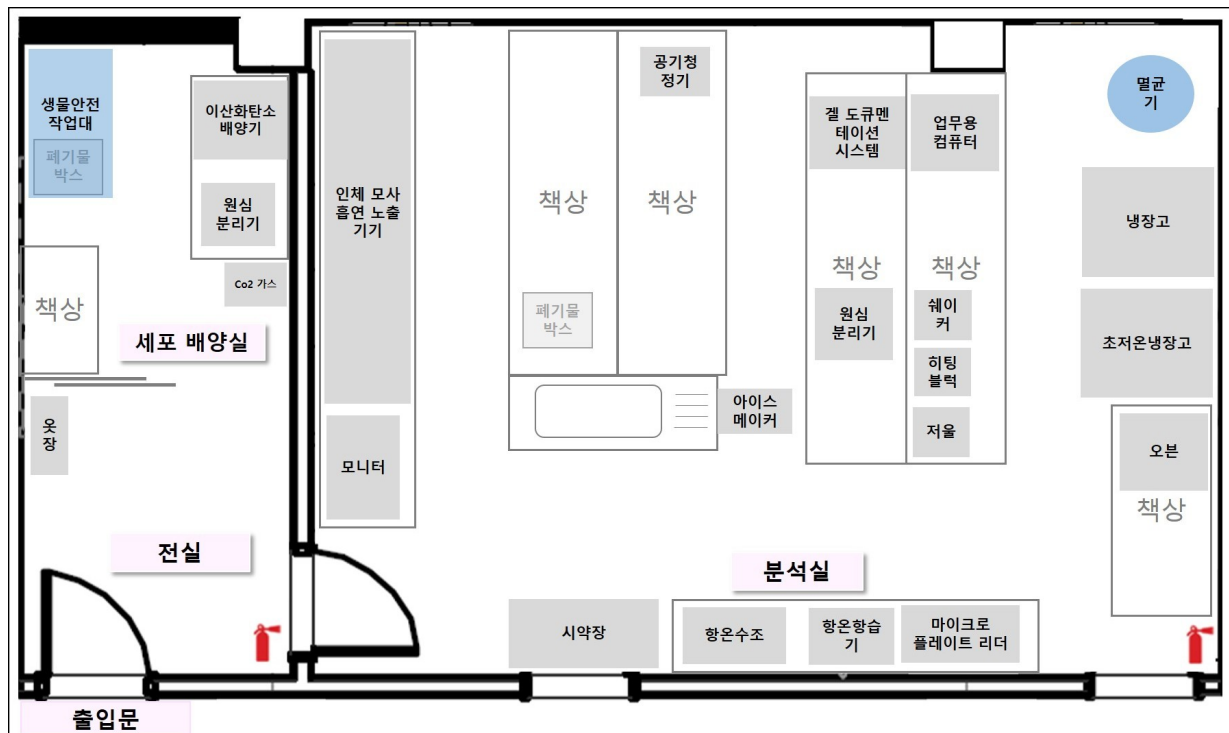 생물안전
작업대
폐기물
박스
이산화탄소
배양기
원심
분리기
Co2 가스
책상
세포 배양실
옷
장
전실
출입문
인체 모사
흡연 노출
기기
모니터
책상
폐기물
박스
공기청
정기
책상
아이스
메이커
겔 도큐멘
테이션
시스템
책상
원심
분리기
업무용
컴퓨터
책상
쉐이
커
히팅
블럭
저울
멸균
기
냉장고
초저온냉장고
오븐
책상
분석실
시약장
항온수조
항온항습
기
마이크로
플레이트 리더